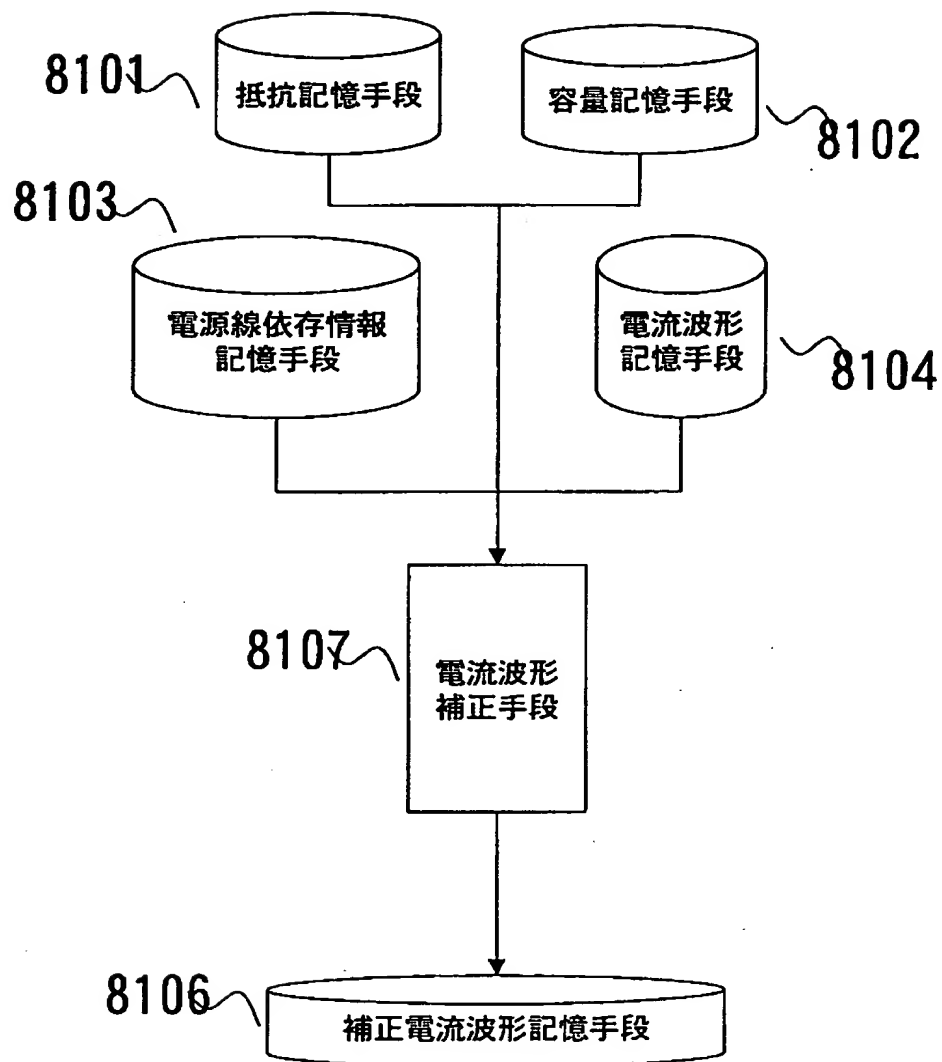 8101
抵抗記憶手段
容量記憶手段
8102
8103
電源線依存情報
記憶手段
電流波形
記憶手段
8104
8107
電流波形
補正手段
8106
補正電流波形記憶手段